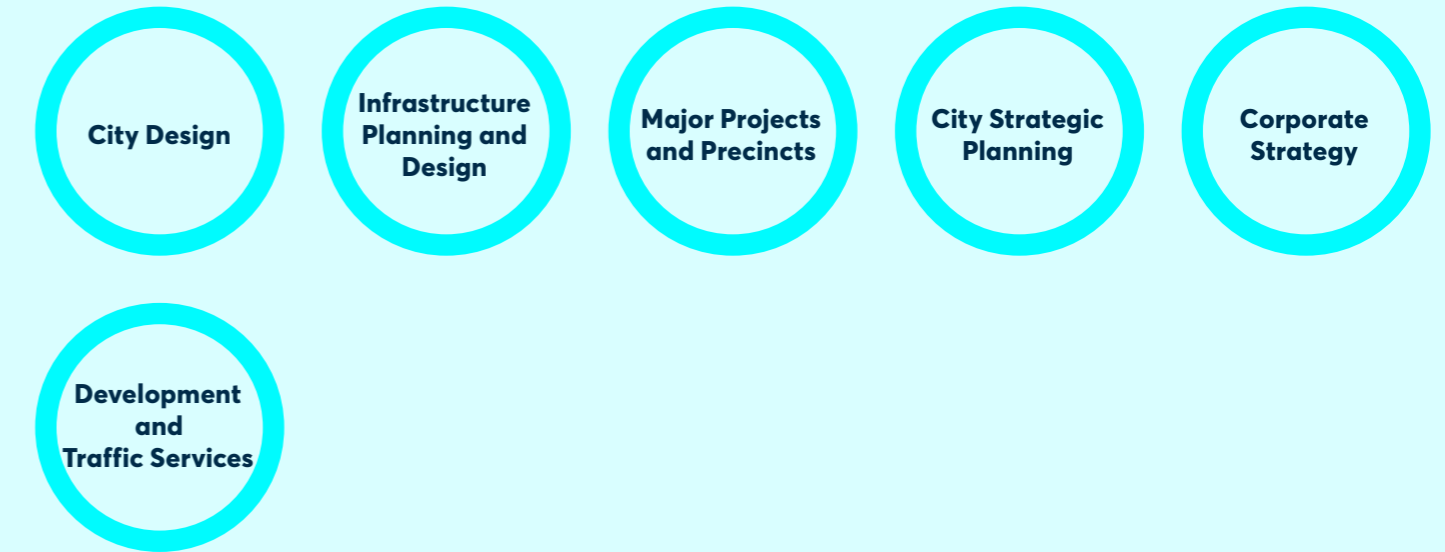 City Design
Infrastructure
Planning and
Design
Major Projects
and Precincts
City Strategic
Planning
Corporate
Strategy
Development
and
Traffic Services